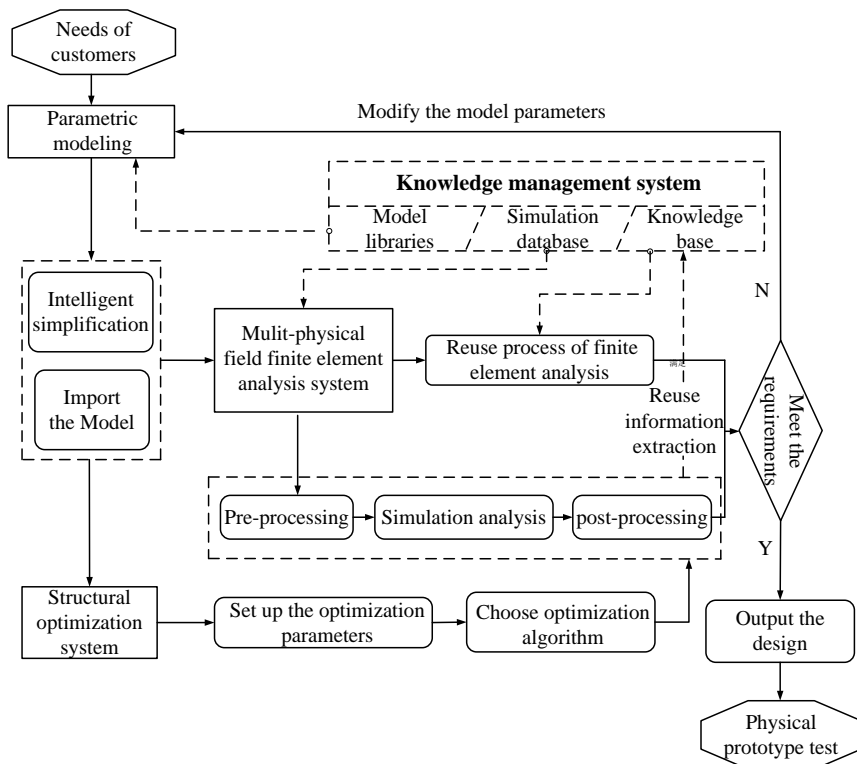 Needs of
customers
Parametric
modeling
Modify the model parameters
Knowledge management system
Model
libraries
Simulation
database
Knowledge
base
Intelligent
simplification
Import
the Model
Mulit-physical
field finite element
analysis system
Reuse process of finite
element analysis
满足
Reuse
information
extraction
N
Meet the
requirements
Y
Pre-processing
Simulation analysis
post-processing
Structural
optimization
system
Set up the optimization
parameters
Choose optimization
algorithm
Output the
design
Physical
prototype test